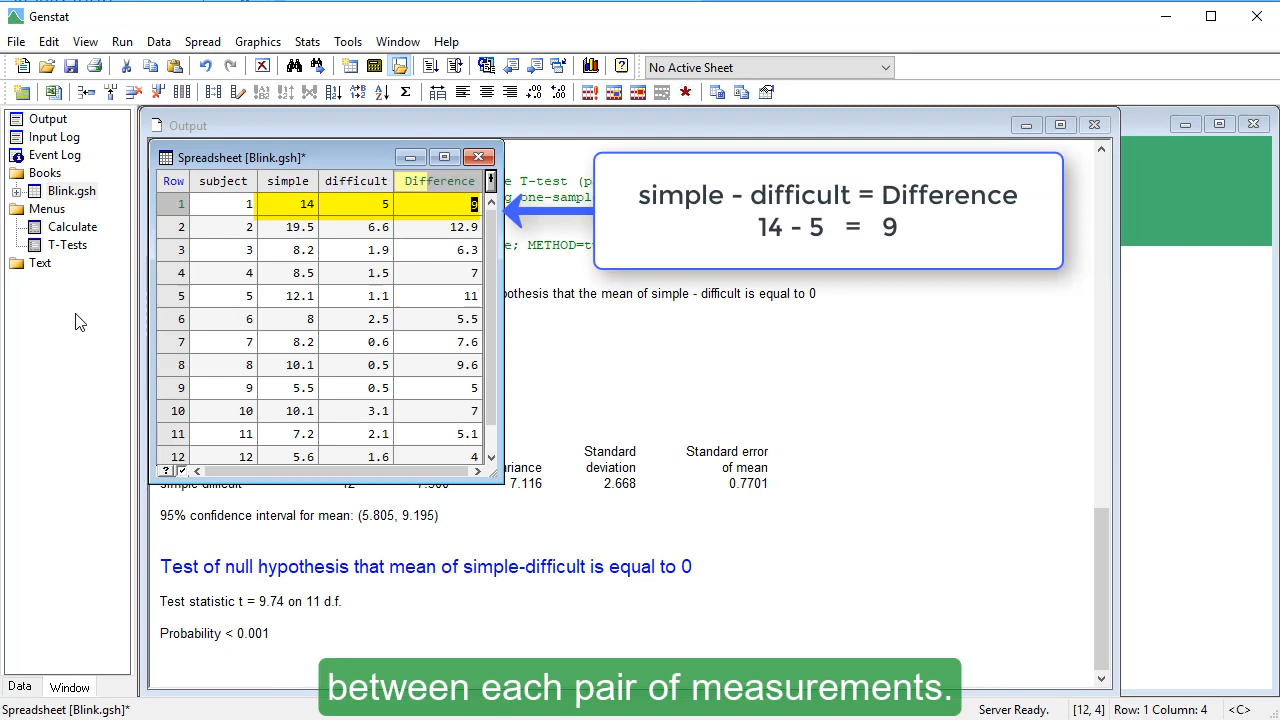 Genstat
File Edit View Run Data Spread Graphics Stats Tools Window Help
No Active Sheet
Output
Input Log
Event Log
Books
Blink.gsh
Menus
Calculate
T-Tests
Text
Data Window
Output
Spreadsheet [Blink.gsh]*
Row subject simple difficult Difference
1 1 14 5 9
2 2 19.5 6.6 12.9
3 3 8.2 1.9 6.3
4 4 8.5 1.5 7
5 5 12.1 1.1 11
6 6 8 2.5 5.5
7 7 8.2 0.6 7.6
8 8 10.1 0.5 9.6
9 9 5.5 0.5 5
10 10 10.1 3.1 7
11 11 7.2 2.1 5.1
12 12 5.6 1.6 4
simple - difficult = Difference
14 - 5 = 9
T-test
one-sampl
METHOD=t
that the mean of simple - difficult is equal to 0
Standard Standard error
deviation of mean
12 7.116 2.668 0.7701
95% confidence interval for mean: (5.805, 9.195)
Test of null hypothesis that mean of simple-difficult is equal to 0
Test statistic t = 9.74 on 11 d.f.
Probability < 0.001
between each pair of measurements.
Spreadsheet [Blink.gsh]* Server Ready. [12, 4] Row: 1 Column: 4 <C>